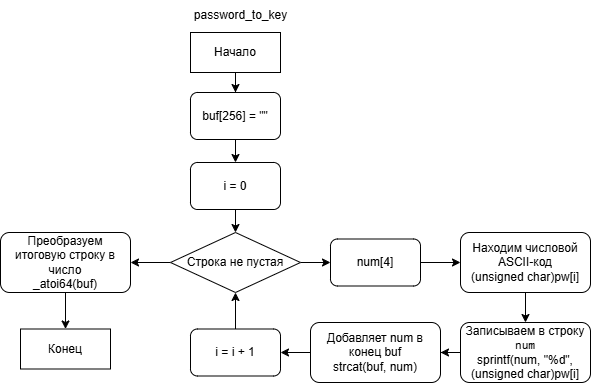 password_to_key
Начало
buf[256] = ""
i = 0
Строка не пустая
num[4]
Находим числовой
ASCII-код
(unsigned char)pw[i]
Записываем в строку
num
sprintf(num, "%d",
(unsigned char)pw[i]
Добавляет num в
конец buf
strcat(buf, num)
i = i + 1
Преобразуем
итоговую строку в
число
_atoi64(buf)
Конец